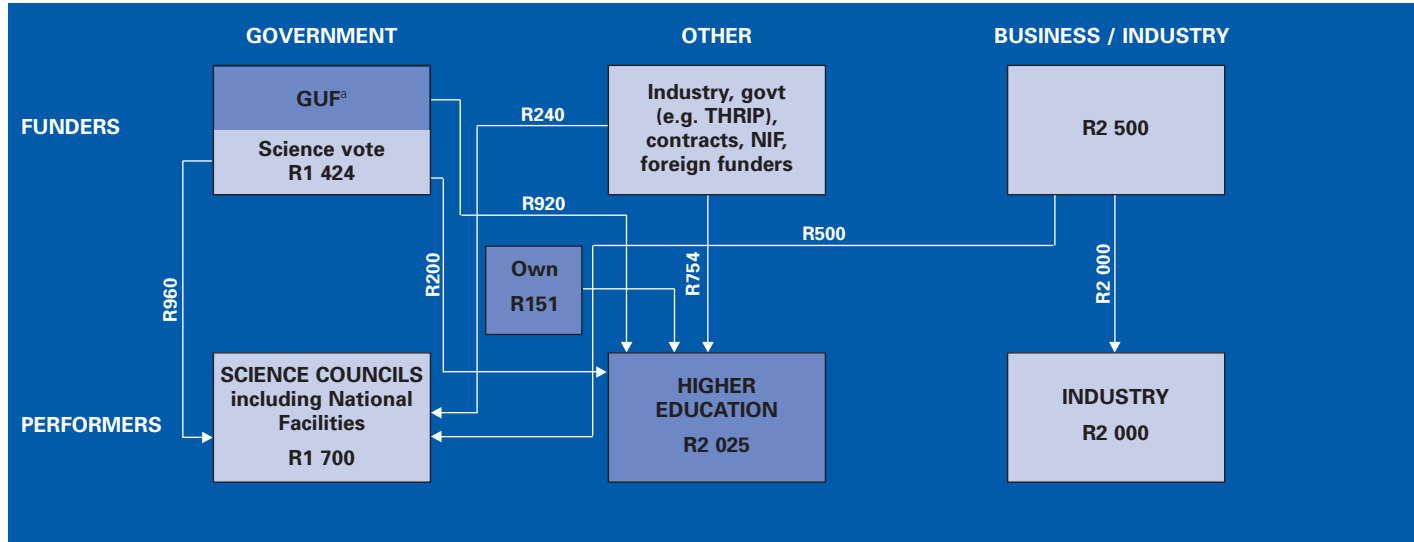 GOVERNMENT
OTHER
BUSINESS / INDUSTRY
FUNDERS
GUFa
Science vote
R1 424
Industry, govt
(e.g. THRIP),
contracts, NIF,
foreign funders
R2 500
R240
R920
R500
R960
R200
Own
R151
R754
R2 000
PERFORMERS
SCIENCE COUNCILS
including National
Facilities
R1 700
HIGHER
EDUCATION
R2 025
INDUSTRY
R2 000